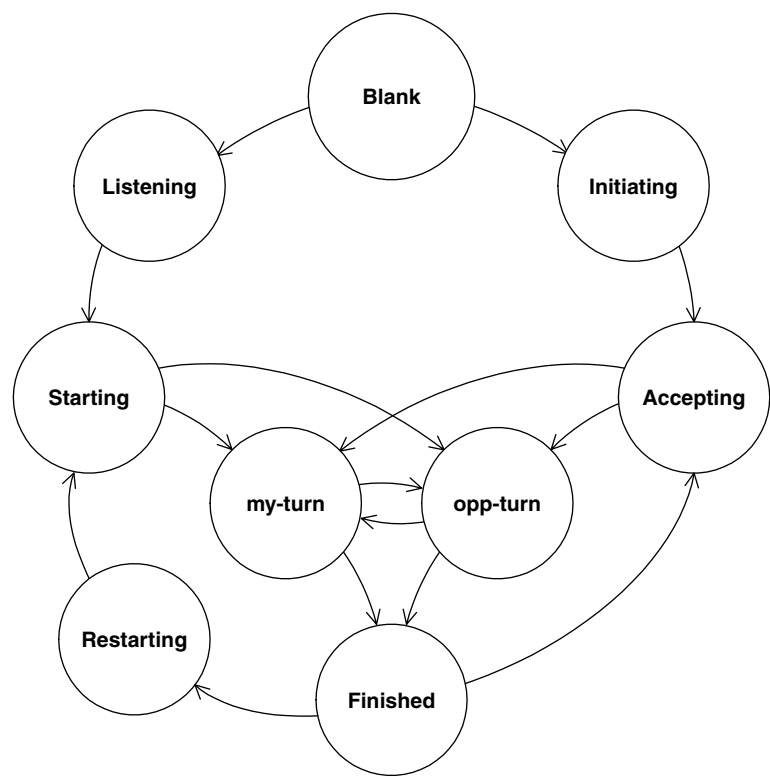 Blank
Listening
Initiating
Starting
Accepting
my-turn
opp-turn
Restarting
Finished